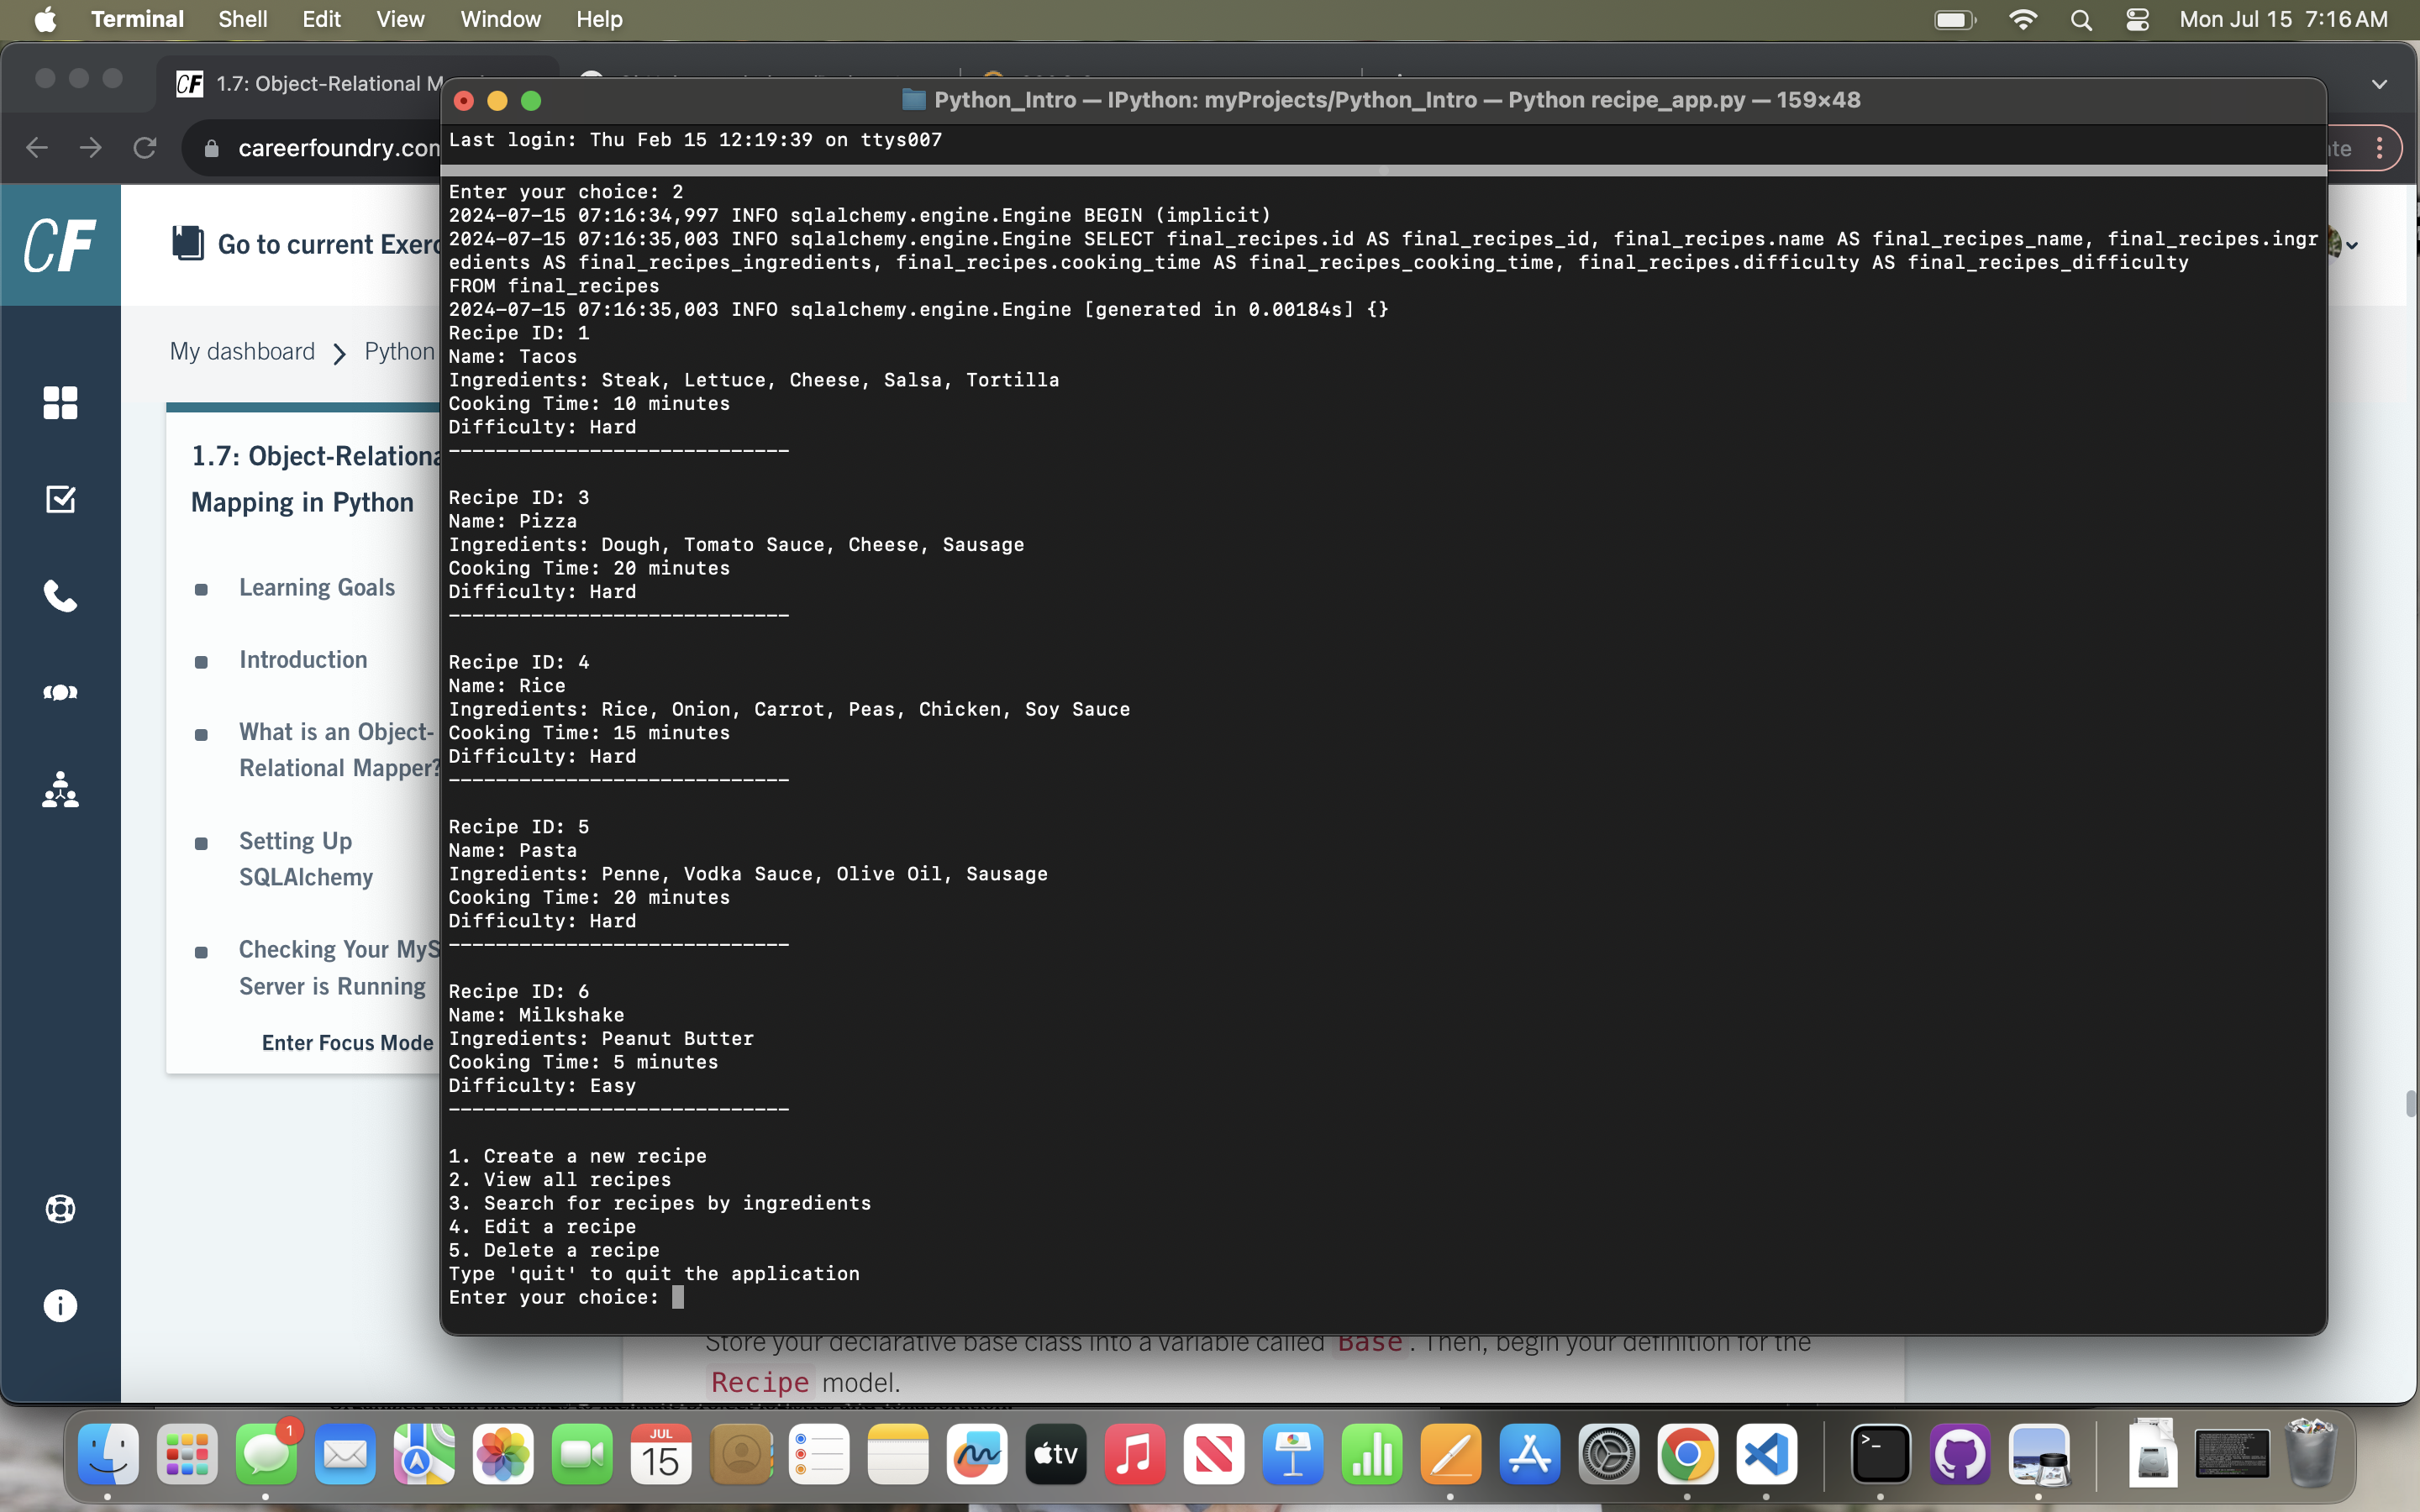 Terminal Shell Edit View Window Help Mon Jul 15 7:16 AM
CF 1.7: Object-Relational M
Python_Intro — IPython: myProjects/Python_Intro — Python recipe_app.py — 159×48
careerfoundry.com
Last login: Thu Feb 15 12:19:39 on ttys007
Enter your choice: 2
2024-07-15 07:16:34,997 INFO sqlalchemy.engine.Engine BEGIN (implicit)
2024-07-15 07:16:35,003 INFO sqlalchemy.engine.Engine SELECT final_recipes.id AS final_recipes_id, final_recipes.name AS final_recipes_name, final_recipes.ingr
edients AS final_recipes_ingredients, final_recipes.cooking_time AS final_recipes_cooking_time, final_recipes.difficulty AS final_recipes_difficulty
FROM final_recipes
2024-07-15 07:16:35,003 INFO sqlalchemy.engine.Engine [generated in 0.00184s] {}
Recipe ID: 1
Name: Tacos
Ingredients: Steak, Lettuce, Cheese, Salsa, Tortilla
Cooking Time: 10 minutes
Difficulty: Hard
-----------------------------
Recipe ID: 3
Name: Pizza
Ingredients: Dough, Tomato Sauce, Cheese, Sausage
Cooking Time: 20 minutes
Difficulty: Hard
-----------------------------
Recipe ID: 4
Name: Rice
Ingredients: Rice, Onion, Carrot, Peas, Chicken, Soy Sauce
Cooking Time: 15 minutes
Difficulty: Hard
-----------------------------
Recipe ID: 5
Name: Pasta
Ingredients: Penne, Vodka Sauce, Olive Oil, Sausage
Cooking Time: 20 minutes
Difficulty: Hard
-----------------------------
Recipe ID: 6
Name: Milkshake
Ingredients: Peanut Butter
Cooking Time: 5 minutes
Difficulty: Easy
-----------------------------
1. Create a new recipe
2. View all recipes
3. Search for recipes by ingredients
4. Edit a recipe
5. Delete a recipe
Type 'quit' to quit the application
Enter your choice:
CF
Go to current Exerc
My dashboard > Python
1.7: Object-Relationa
Mapping in Python
Learning Goals
Introduction
What is an Object-
Relational Mapper?
Setting Up
SQLAlchemy
Checking Your MyS
Server is Running
Enter Focus Mode
Store your declarative base class into a variable called Base. Then, begin your definition for the
Recipe model.
1
JUL
15
tv